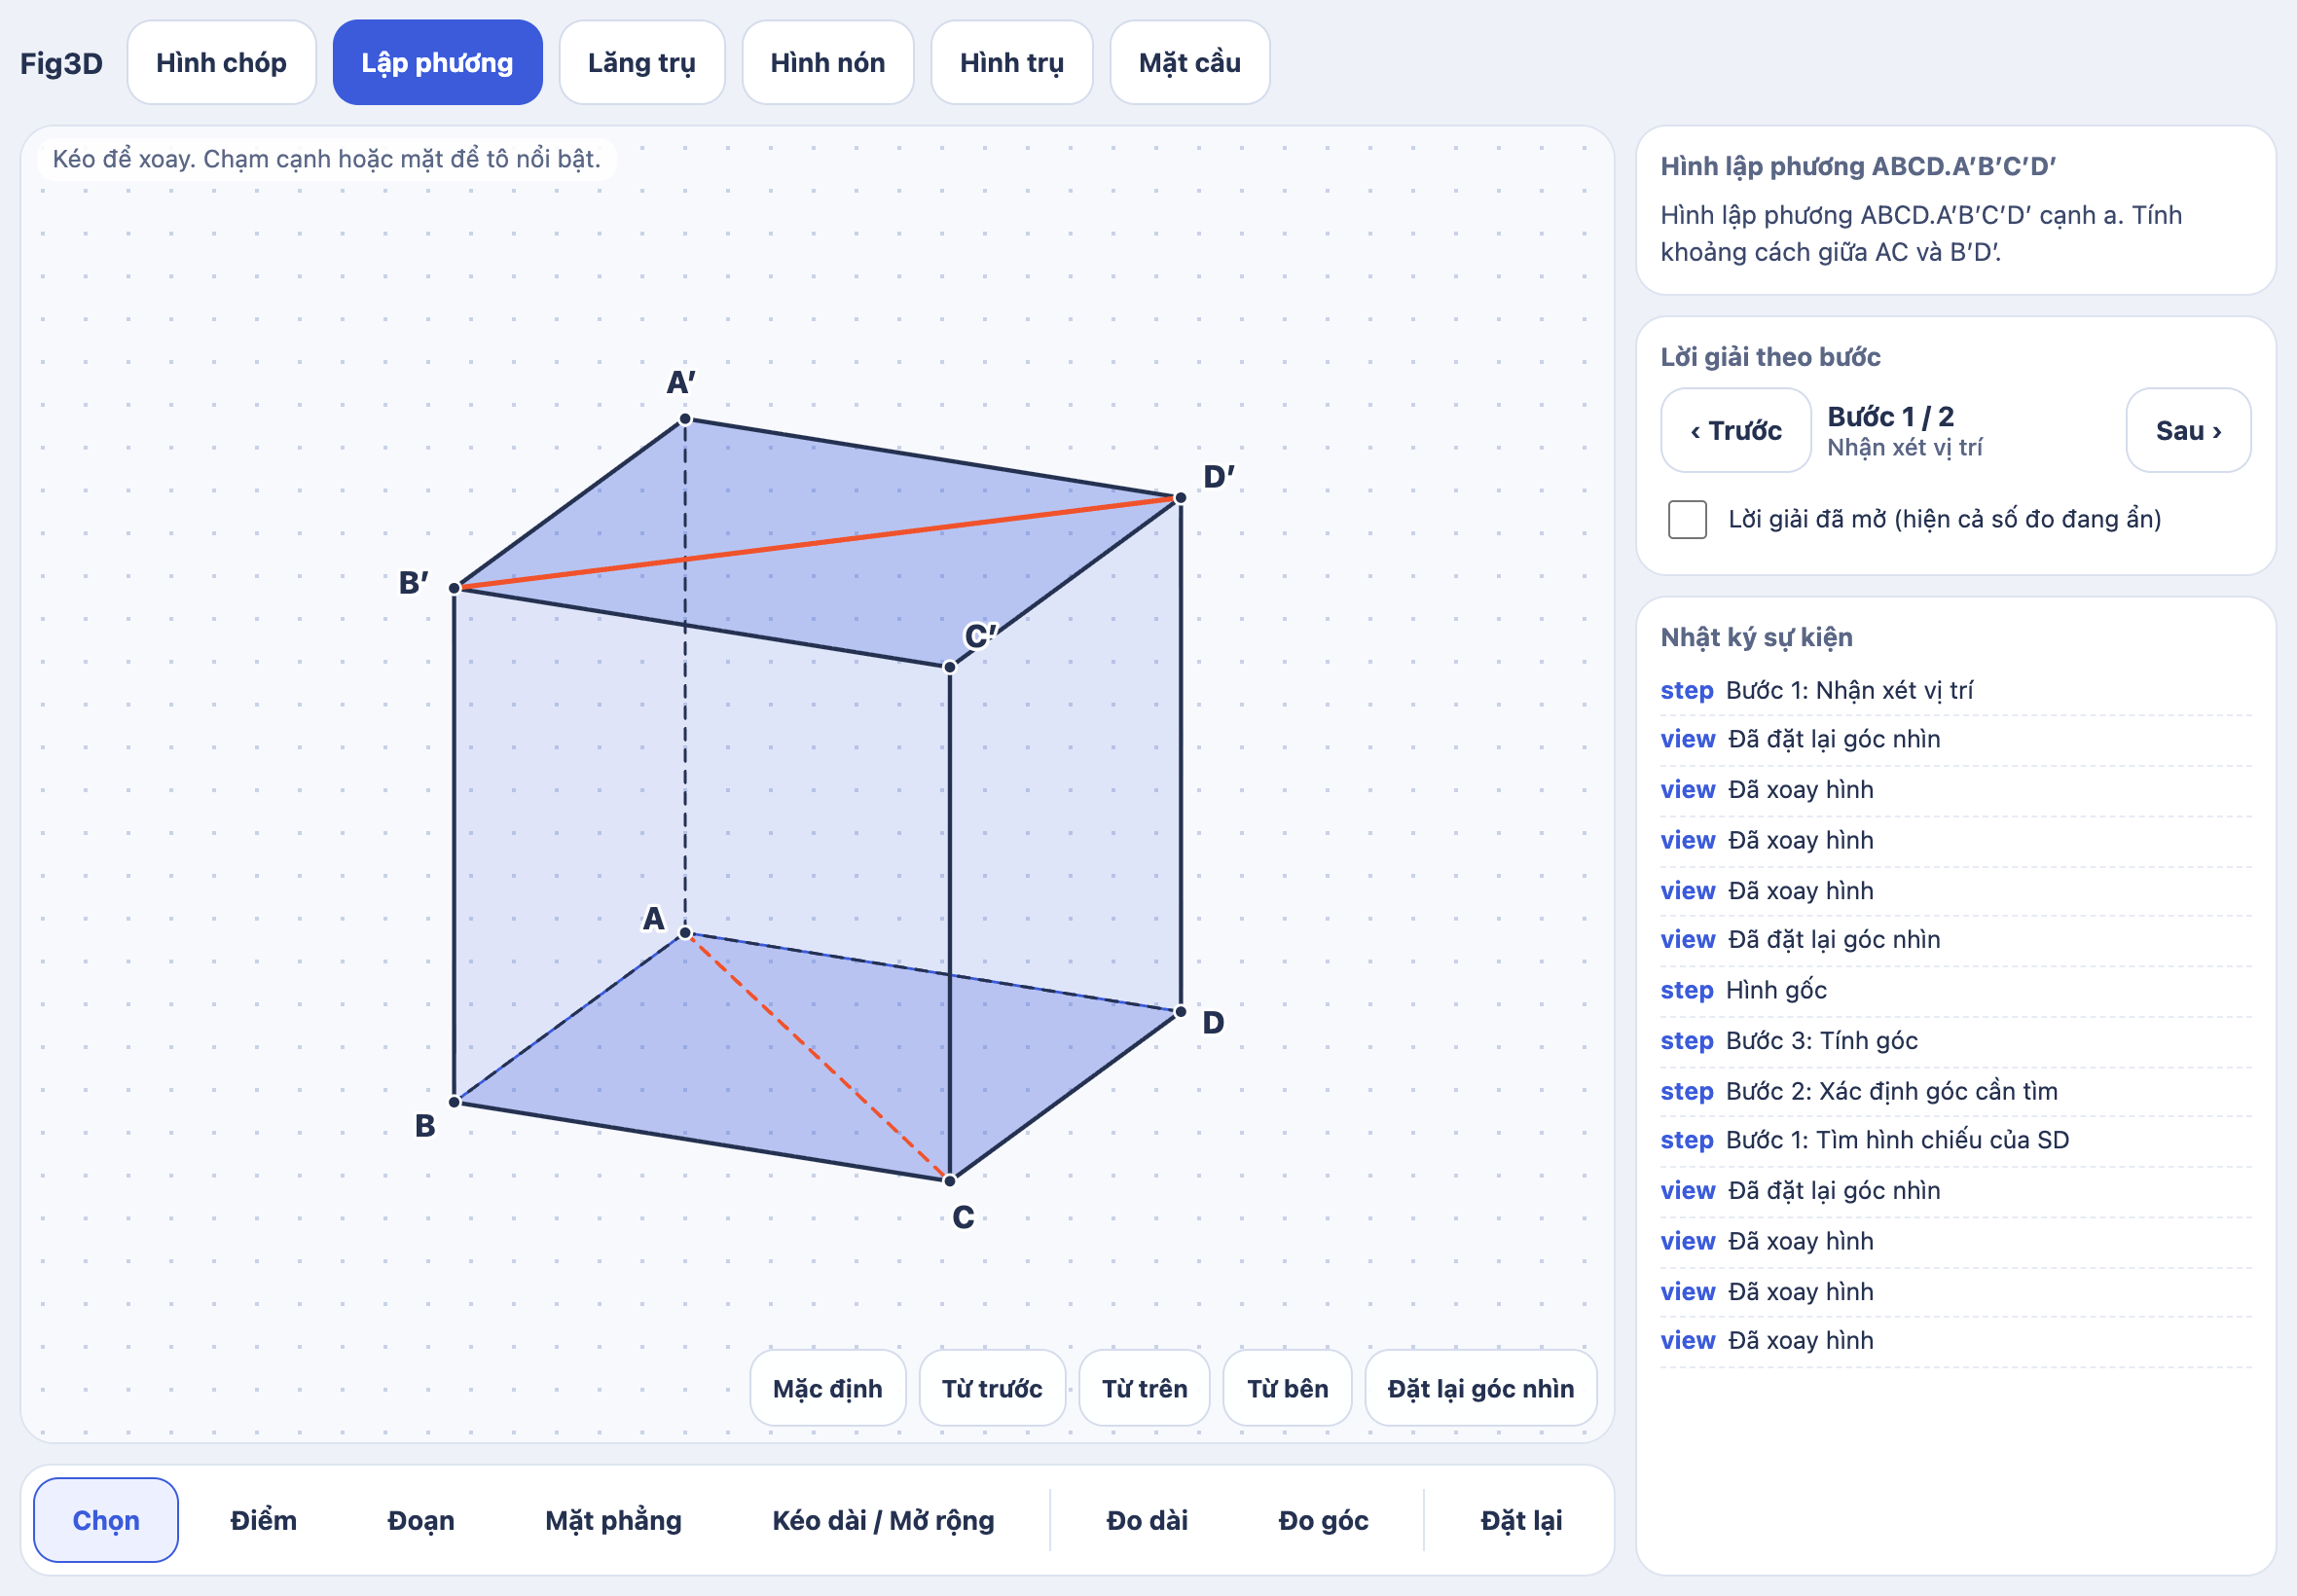 Fig3D
Hình chóp
Lập phương
Lăng trụ
Hình nón
Hình trụ
Mặt cầu
Kéo để xoay. Chạm cạnh hoặc mặt để tô nổi bật.
A′
D′
B′
C′
A
D
B
C
Mặc định
Từ trước
Từ trên
Từ bên
Đặt lại góc nhìn
Chọn
Điểm
Đoạn
Mặt phẳng
Kéo dài / Mở rộng
Đo dài
Đo góc
Đặt lại
Hình lập phương ABCD.A′B′C′D′
Hình lập phương ABCD.A′B′C′D′ cạnh a. Tính
khoảng cách giữa AC và B′D′.
Lời giải theo bước
‹ Trước
Bước 1 / 2
Nhận xét vị trí
Sau ›
Lời giải đã mở (hiện cả số đo đang ẩn)
Nhật ký sự kiện
step Bước 1: Nhận xét vị trí
view Đã đặt lại góc nhìn
view Đã xoay hình
view Đã xoay hình
view Đã xoay hình
view Đã đặt lại góc nhìn
step Hình gốc
step Bước 3: Tính góc
step Bước 2: Xác định góc cần tìm
step Bước 1: Tìm hình chiếu của SD
view Đã đặt lại góc nhìn
view Đã xoay hình
view Đã xoay hình
view Đã xoay hình